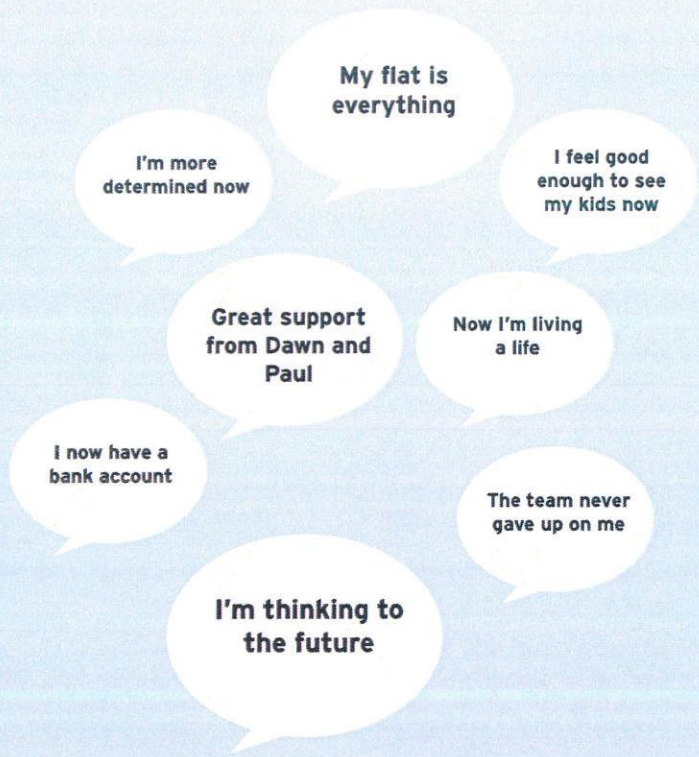 My flat is
everything
I'm more
determined now
I feel good
enough to see
my kids now
Great support
from Dawn and
Paul
Now I'm living
a life
I now have a
bank account
The team never
gave up on me
I'm thinking to
the future